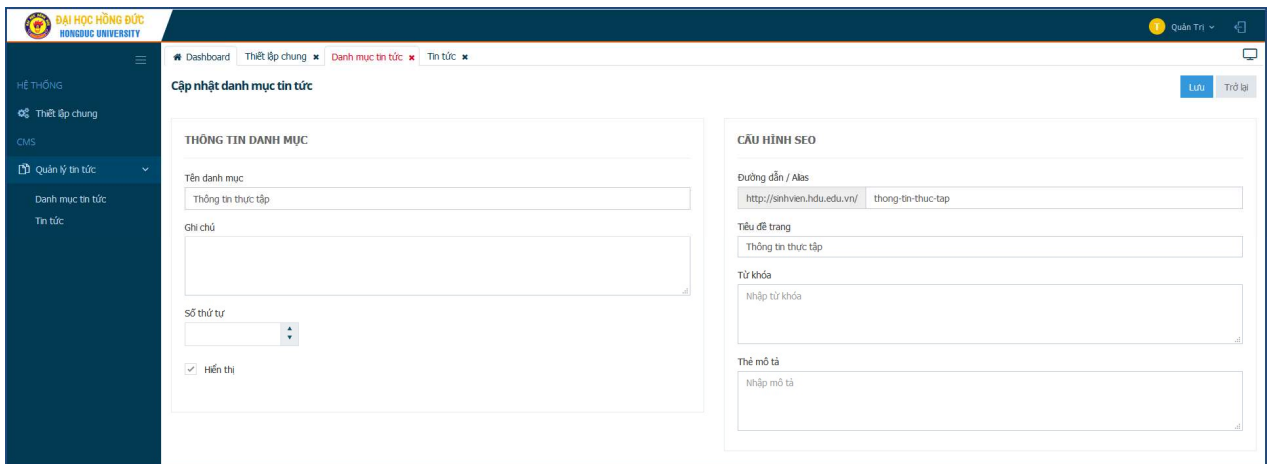 ĐẠI HỌC HỒNG ĐỨC
HONGDUC UNIVERSITY
T Quản Trị
Dashboard Thiết lập chung × Danh mục tin tức × Tin tức ×
HỆ THỐNG
Thiết lập chung
CMS
Quản lý tin tức
Danh mục tin tức
Tin tức
Cập nhật danh mục tin tức
Lưu Trở lại
THÔNG TIN DANH MỤC
Tên danh mục
Thông tin thực tập
Ghi chú
Số thứ tự
Hiển thị
CẤU HÌNH SEO
Đường dẫn / Alias
http://sinhvien.hdu.edu.vn/ thong-tin-thuc-tap
Tiêu đề trang
Thông tin thực tập
Từ khóa
Nhập từ khóa
Thẻ mô tả
Nhập mô tả